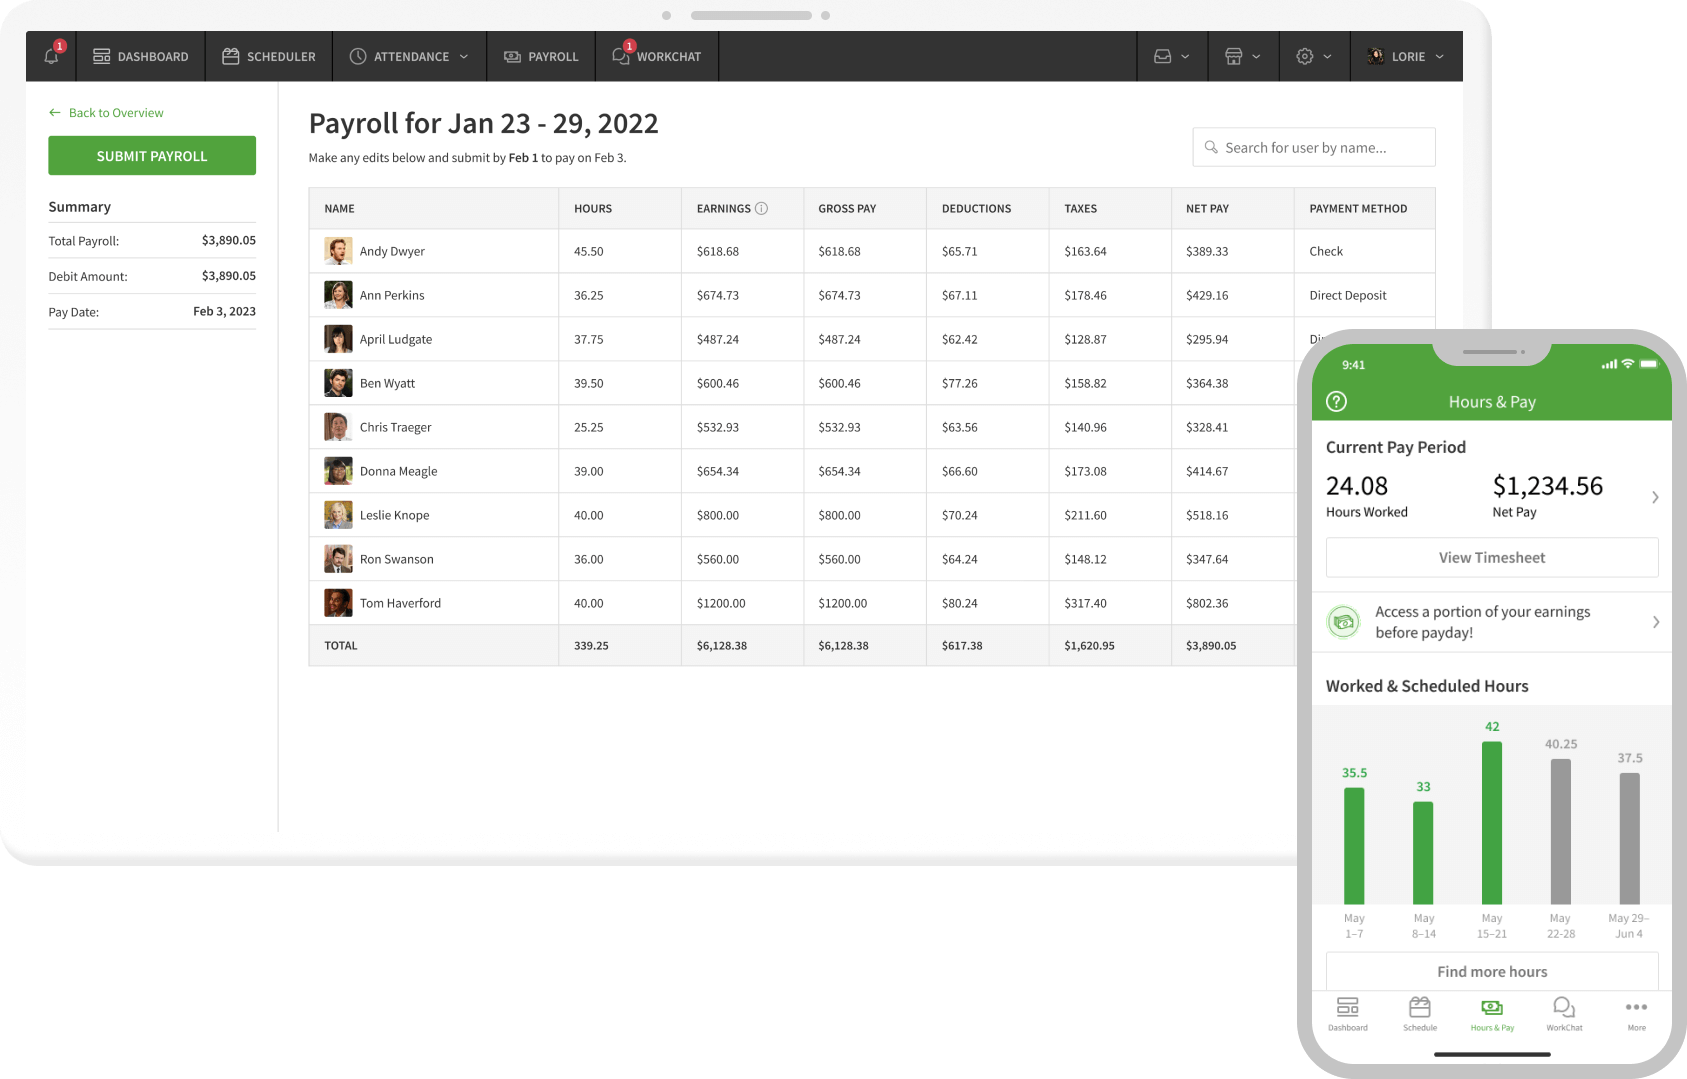 1
DASHBOARD
SCHEDULER
ATTENDANCE
PAYROLL
1
WORKCHAT
LORIE
← Back to Overview
SUBMIT PAYROLL
Summary
Total Payroll: $3,890.05
Debit Amount: $3,890.05
Pay Date: Feb 3, 2023
Payroll for Jan 23 - 29, 2022
Make any edits below and submit by Feb 1 to pay on Feb 3.
Search for user by name...
NAME HOURS EARNINGS GROSS PAY DEDUCTIONS TAXES NET PAY PAYMENT METHOD
Andy Dwyer 45.50 $618.68 $618.68 $65.71 $163.64 $389.33 Check
Ann Perkins 36.25 $674.73 $674.73 $67.11 $178.46 $429.16 Direct Deposit
April Ludgate 37.75 $487.24 $487.24 $62.42 $128.87 $295.94
Ben Wyatt 39.50 $600.46 $600.46 $77.26 $158.82 $364.38
Chris Traeger 25.25 $532.93 $532.93 $63.56 $140.96 $328.41
Donna Meagle 39.00 $654.34 $654.34 $66.60 $173.08 $414.67
Leslie Knope 40.00 $800.00 $800.00 $70.24 $211.60 $518.16
Ron Swanson 36.00 $560.00 $560.00 $64.24 $148.12 $347.64
Tom Haverford 40.00 $1200.00 $1200.00 $80.24 $317.40 $802.36
TOTAL 339.25 $6,128.38 $6,128.38 $617.38 $1,620.95 $3,890.05
9:41
Hours & Pay
Current Pay Period
24.08 $1,234.56
Hours Worked Net Pay
View Timesheet
Access a portion of your earnings
before payday!
Worked & Scheduled Hours
35.5 33 42 40.25 37.5
May May May May May 29–
1–7 8–14 15–21 22-28 Jun 4
Find more hours
Dashboard Schedule Hours & Pay WorkChat More